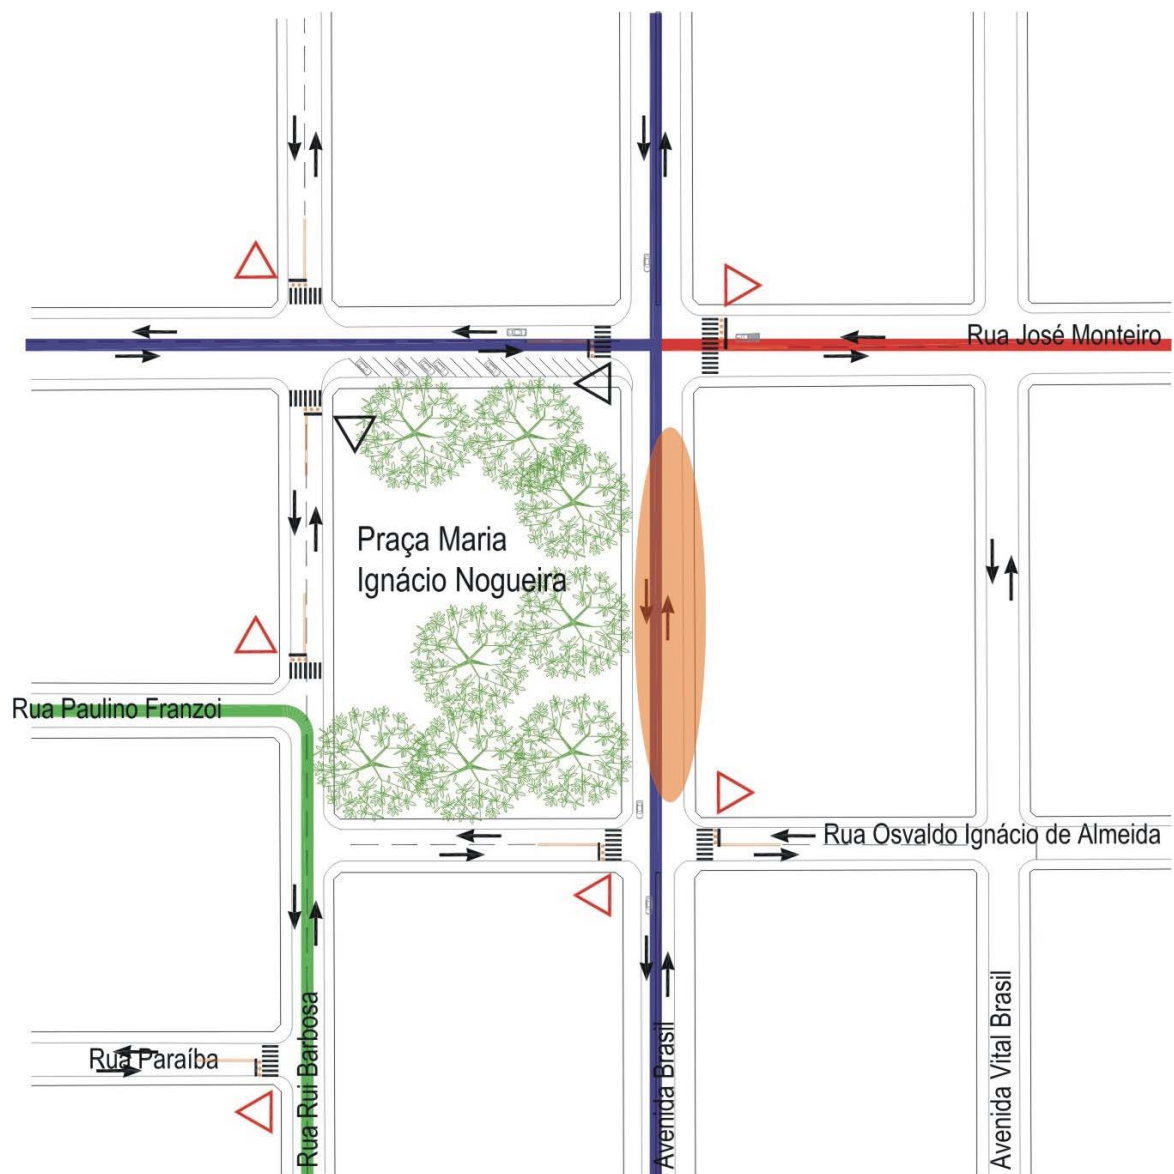 Rua José Monteiro
Praça Maria
Ignácio Nogueira
Rua Paulino Franzoi
Rua Osvaldo Ignácio de Almeida
Rua Paraíba
Rua Rui Barbosa
Avenida Brasil
Avenida Vital Brasil